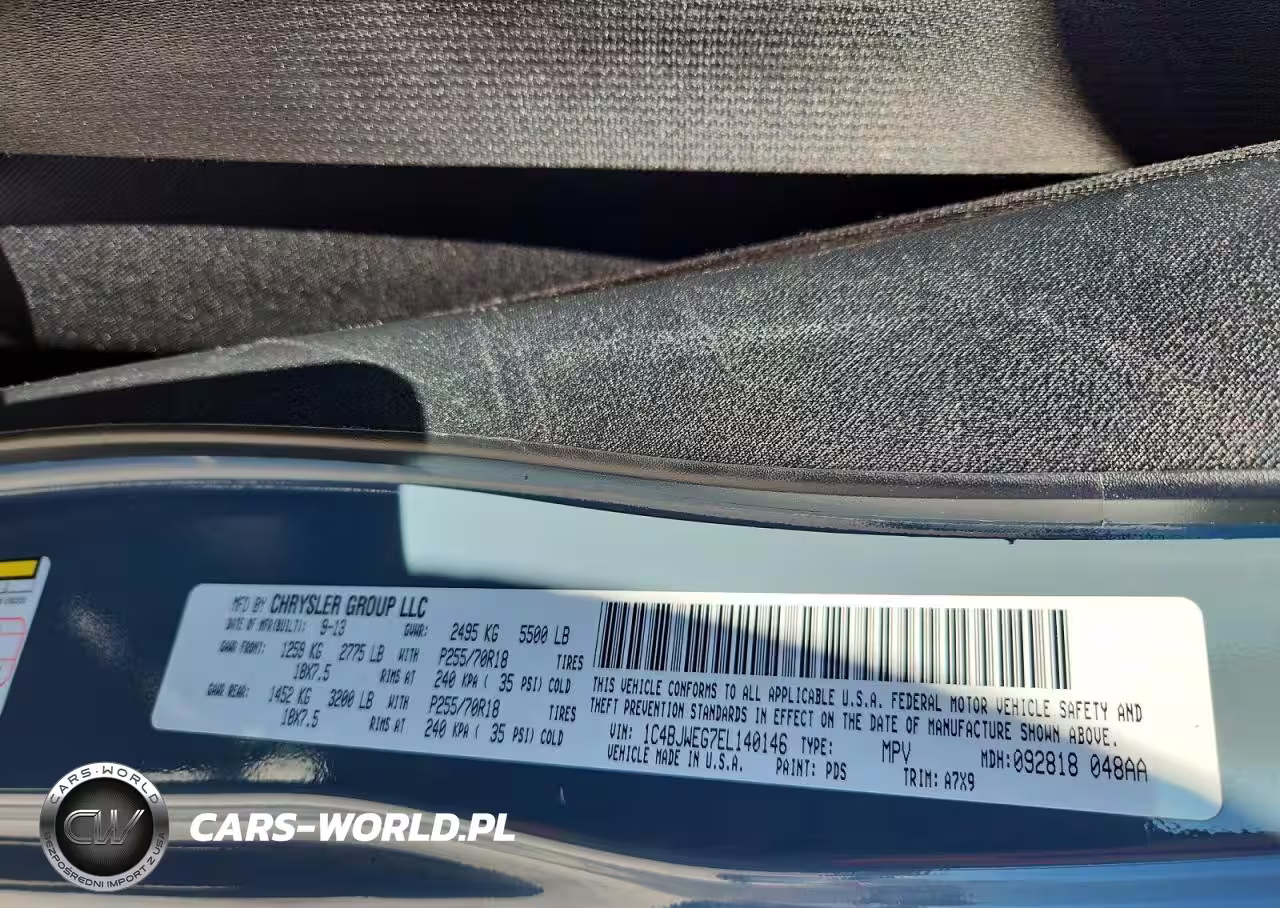 MFD BY CHRYSLER GROUP LLC
DATE OF MFR(BUILT): 9-13 GVWR: 2495 KG 5500 LB
GAWR FRONT: 1259 KG 2775 LB WITH P255/70R18 TIRES
18X7.5 RIMS AT 240 KPA ( 35 PSI) COLD
GAWR REAR: 1452 KG 3200 LB WITH P255/70R18 TIRES
18X7.5 RIMS AT 240 KPA ( 35 PSI) COLD
THIS VEHICLE CONFORMS TO ALL APPLICABLE U.S.A. FEDERAL MOTOR VEHICLE SAFETY AND
THEFT PREVENTION STANDARDS IN EFFECT ON THE DATE OF MANUFACTURE SHOWN ABOVE.
VIN: 1C4BJWEG7EL140146 TYPE: MPV MDH:092818 048AA
VEHICLE MADE IN U.S.A. PAINT: PDS TRIM: A7X9
CARS-WORLD
CW
BEZPOŚREDNI IMPORT Z USA
CARS-WORLD.PL